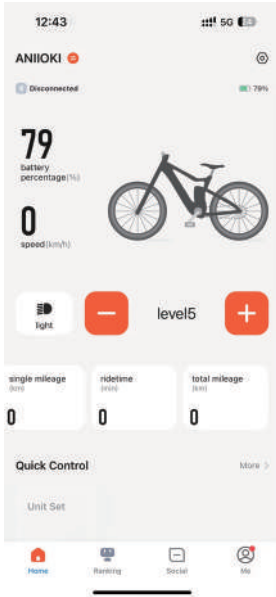 12:43
5G
ANIIOKI
Disconnected
79%
79
battery
percentage(%)
0
speed(km/h)
light
level5
single mileage
(km)
0
ridetime
(min)
0
total mileage
(km)
0
Quick Control
More >
Unit Set
Home
Ranking
Social
Me